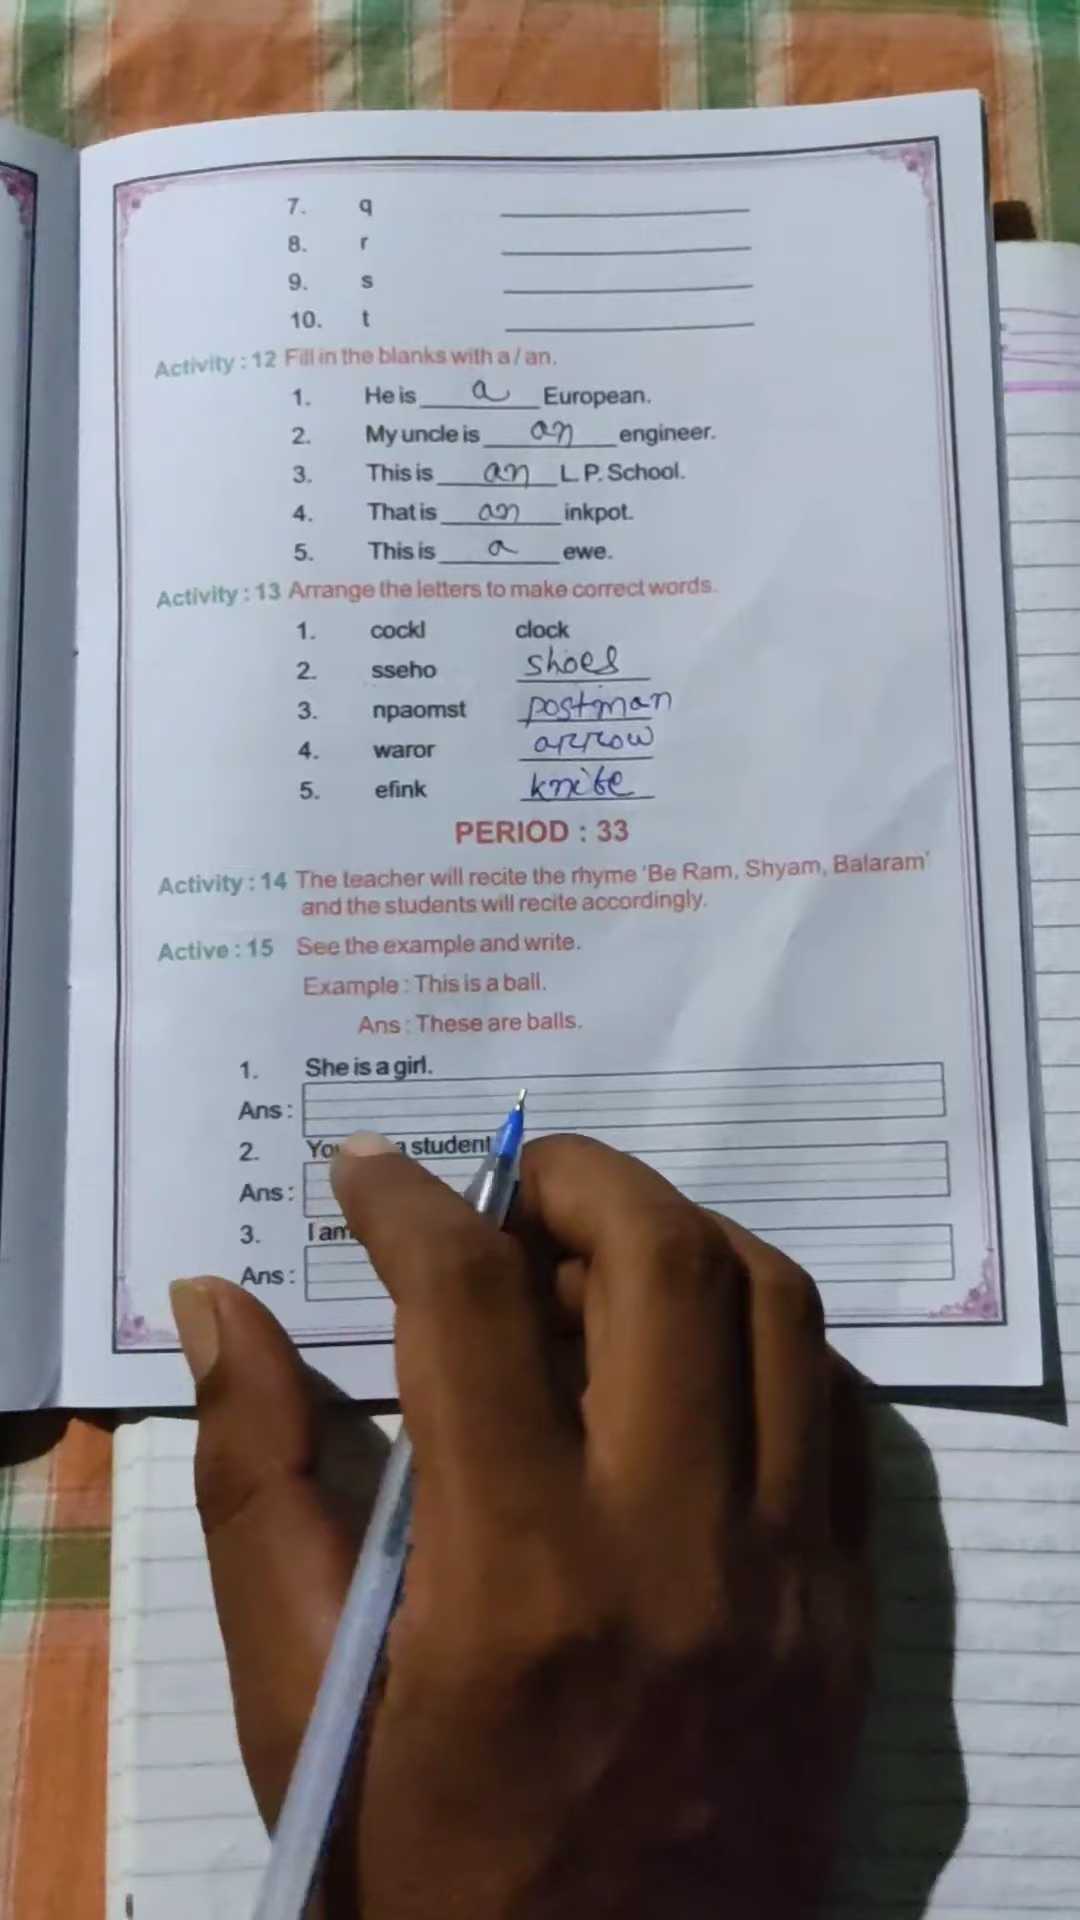 7. q
8. r
9. s
10. t
Activity : 12 Fill in the blanks with a / an.
1. He is a European.
2. My uncle is an engineer.
3. This is an L.P. School.
4. That is an inkpot.
5. This is a ewe.
Activity : 13 Arrange the letters to make correct words.
1. cockl clock
2. sseho shoes
3. npaomst postman
4. waror arrow
5. efink knife
PERIOD : 33
Activity : 14 The teacher will recite the rhyme 'Be Ram, Shyam, Balaram'
and the students will recite accordingly.
Active : 15 See the example and write.
Example : This is a ball.
Ans : These are balls.
1. She is a girl.
Ans :
2. a student
Ans :
3. I am
Ans :